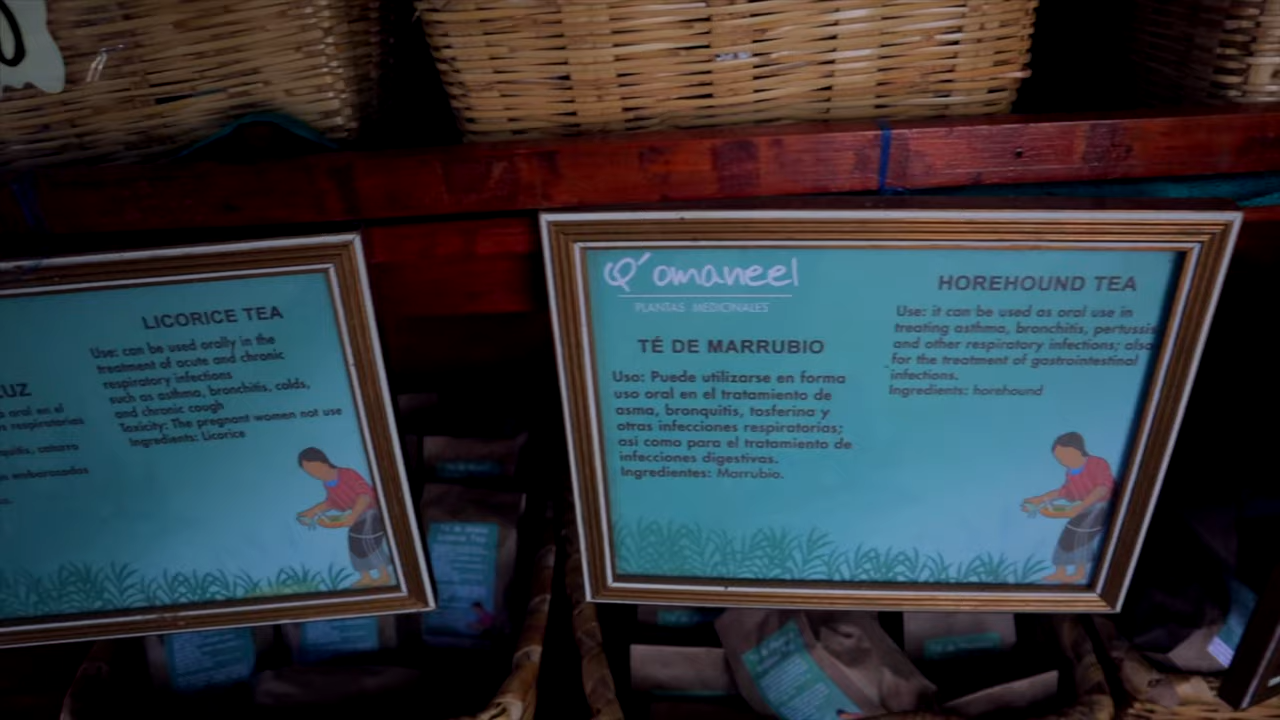 LICORICE TEA
Use: can be used orally in the
treatment of acute and chronic
respiratory infections
such as asthma, bronchitis, colds,
and chronic cough
Toxicity: The pregnant women not use
Ingredients: Licorice
UZ
oral en el
respiratorias
quitis, catarro
embarazadas
Q'omaneel
PLANTAS MEDICINALES
TÉ DE MARRUBIO
Uso: Puede utilizarse en forma
uso oral en el tratamiento de
asma, bronquitis, tosferina y
otras infecciones respiratorias;
asi como para el tratamiento de
infecciones digestivas.
Ingredientes: Marrubio.
HOREHOUND TEA
Use: it can be used as oral use in
treating asthma, bronchitis, pertussis
and other respiratory infections; also
for the treatment of gastrointestinal
infections.
Ingredients: horehound
Licorice Tea